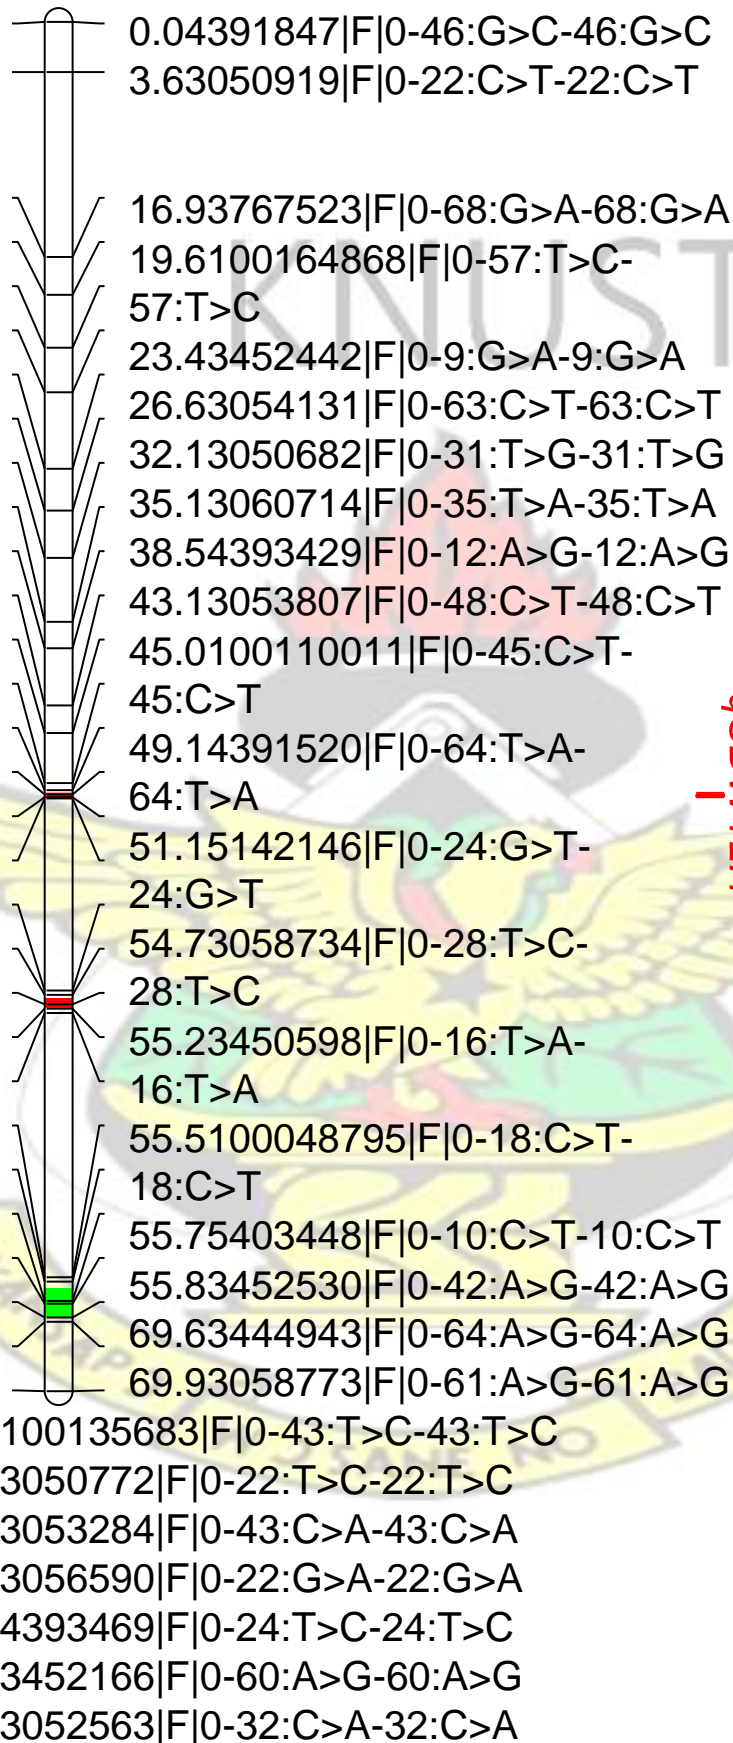 0.04391847|F|0-46:G>C-46:G>C
3.63050919|F|0-22:C>T-22:C>T
16.93767523|F|0-68:G>A-68:G>A
19.6100164868|F|0-57:T>C-
57:T>C
23.43452442|F|0-9:G>A-9:G>A
26.63054131|F|0-63:C>T-63:C>T
32.13050682|F|0-31:T>G-31:T>G
35.13060714|F|0-35:T>A-35:T>A
38.54393429|F|0-12:A>G-12:A>G
43.13053807|F|0-48:C>T-48:C>T
45.0100110011|F|0-45:C>T-
45:C>T
49.14391520|F|0-64:T>A-
64:T>A
51.15142146|F|0-24:G>T-
24:G>T
54.73058734|F|0-28:T>C-
28:T>C
55.23450598|F|0-16:T>A-
16:T>A
55.5100048795|F|0-18:C>T-
18:C>T
55.75403448|F|0-10:C>T-10:C>T
55.83452530|F|0-42:A>G-42:A>G
69.63444943|F|0-64:A>G-64:A>G
69.93058773|F|0-61:A>G-61:A>G
100135683|F|0-43:T>C-43:T>C
3050772|F|0-22:T>C-22:T>C
3053284|F|0-43:C>A-43:C>A
3056590|F|0-22:G>A-22:G>A
4393469|F|0-24:T>C-24:T>C
3452166|F|0-60:A>G-60:A>G
3052563|F|0-32:C>A-32:C>A
KNUST
SANE NO